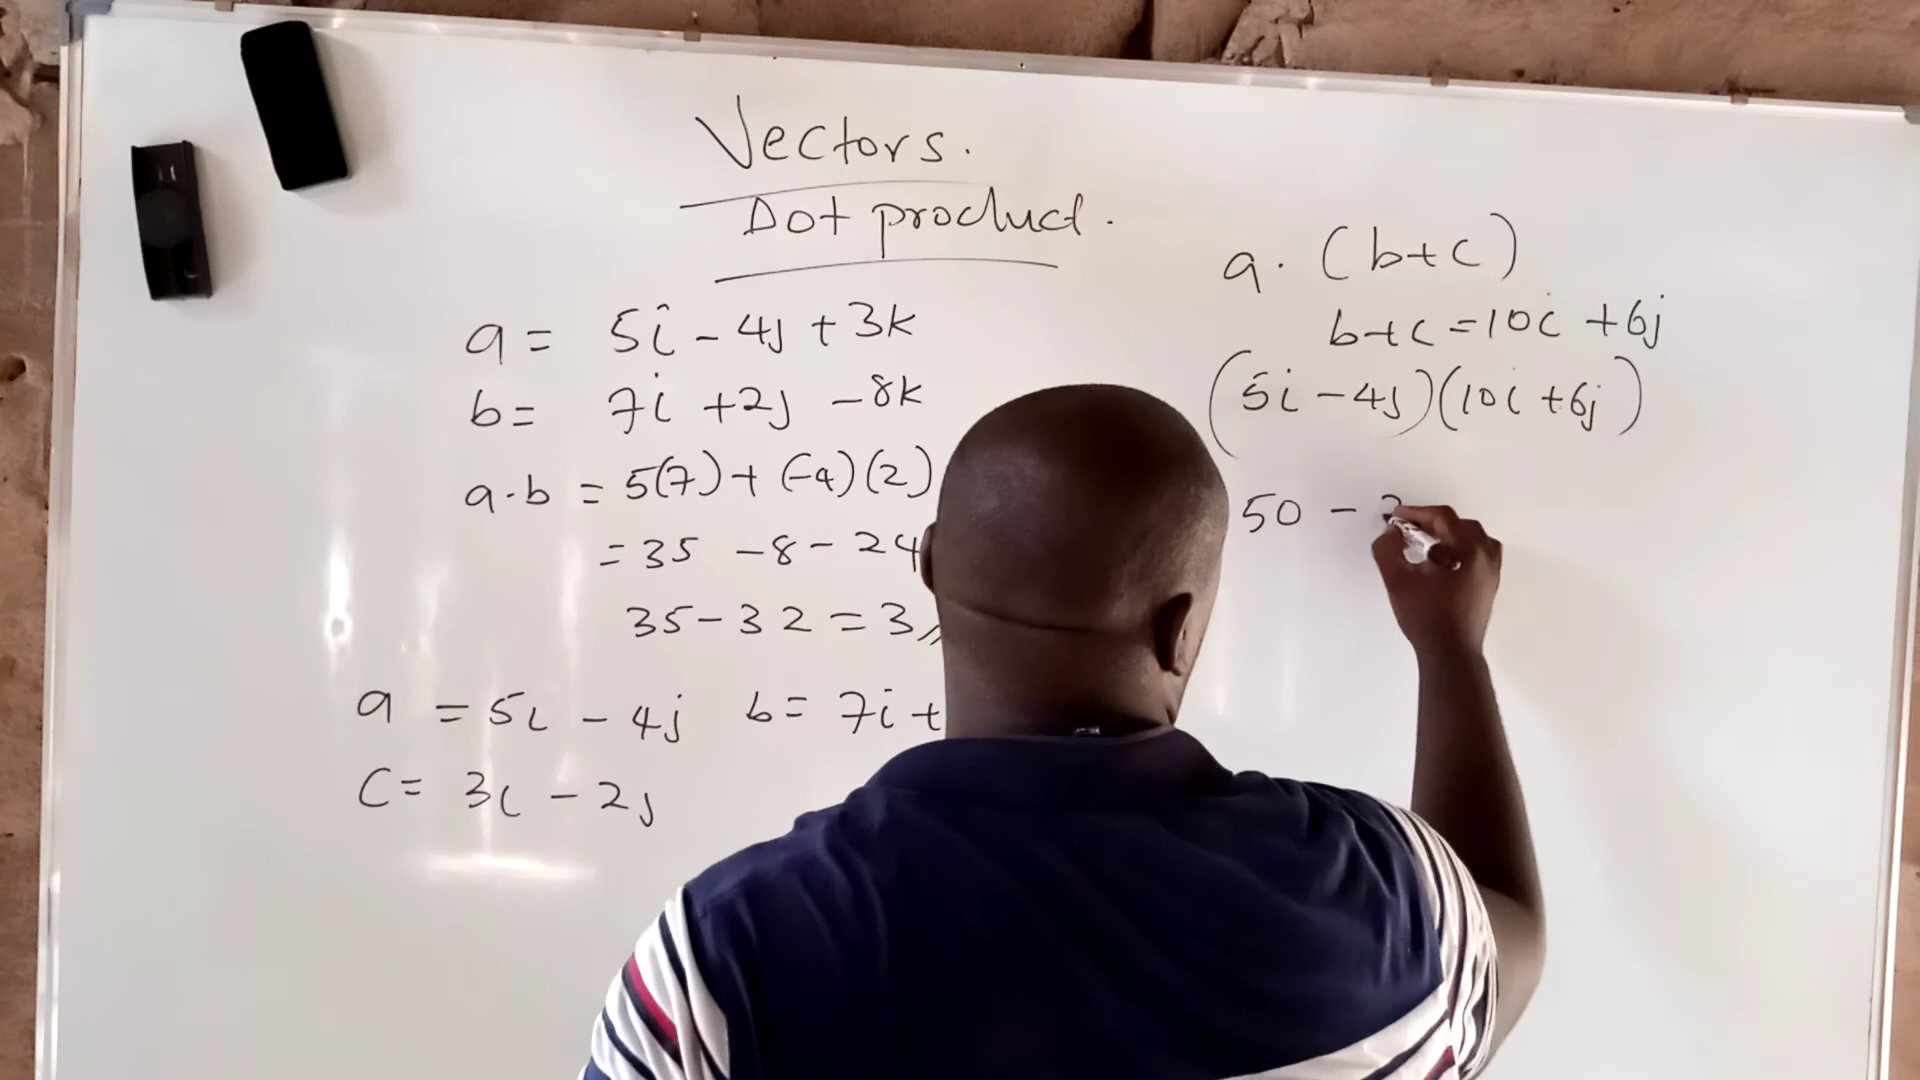 Vectors.
Dot product.
a = 5i - 4j + 3k
b = 7i + 2j - 8k
a·b = 5(7) + (-4)(2)
= 35 - 8 - 24
35 - 32 = 3
a = 5i - 4j b = 7i +
c = 3i - 2j
a. (b+c)
b+c = 10i + 6j
(5i - 4j)(10i + 6j)
50 -